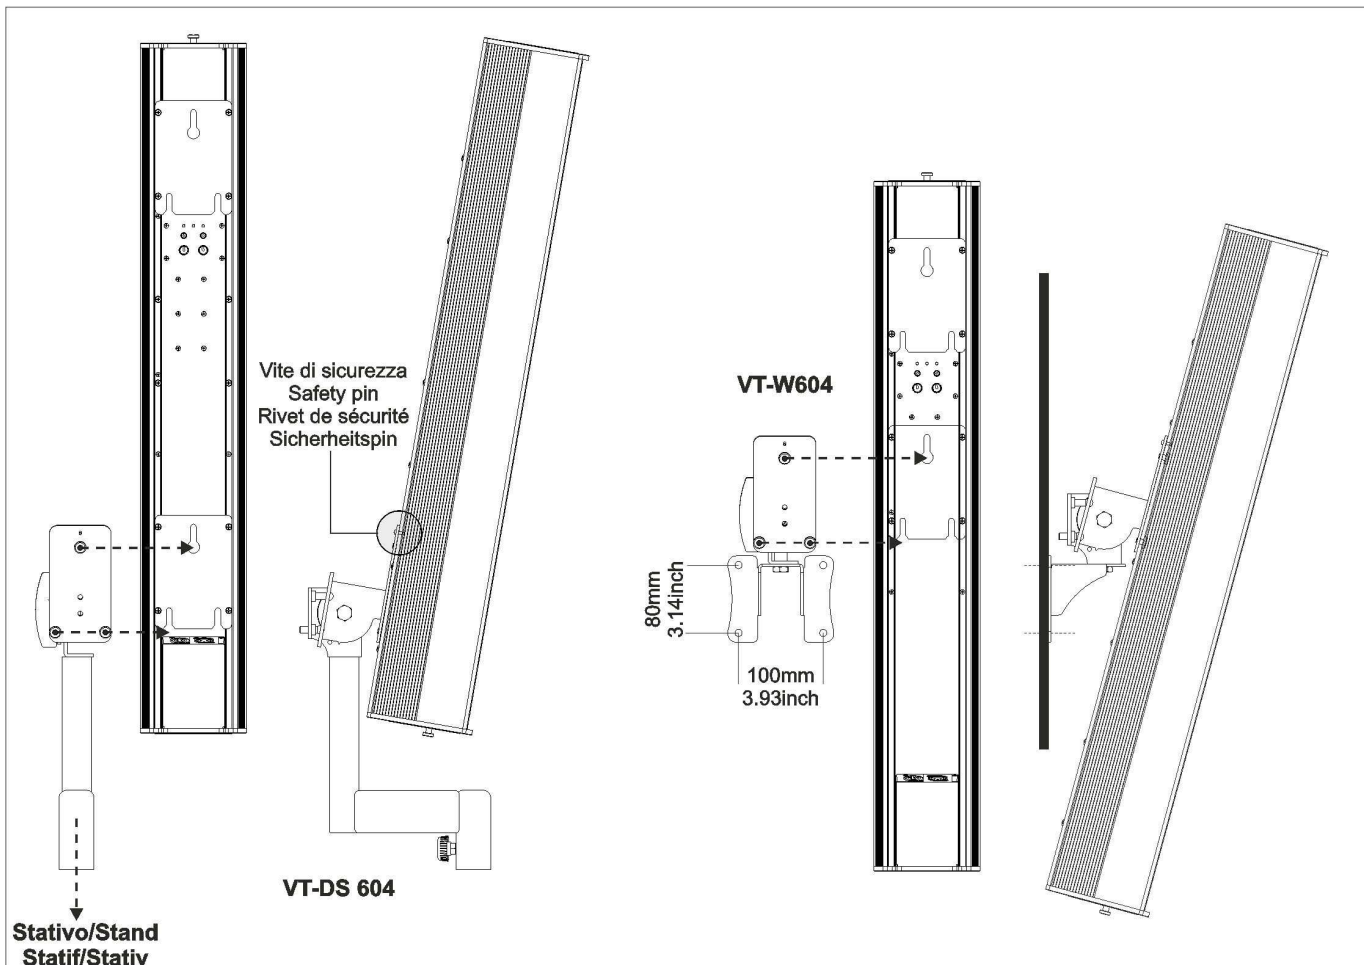 Vite di sicurezza
Safety pin
Rivet de sécurité
Sicherheitspin
VT-DS 604
Stativo/Stand
Statif/Stativ
VT-W604
80mm
3.14inch
100mm
3.93inch